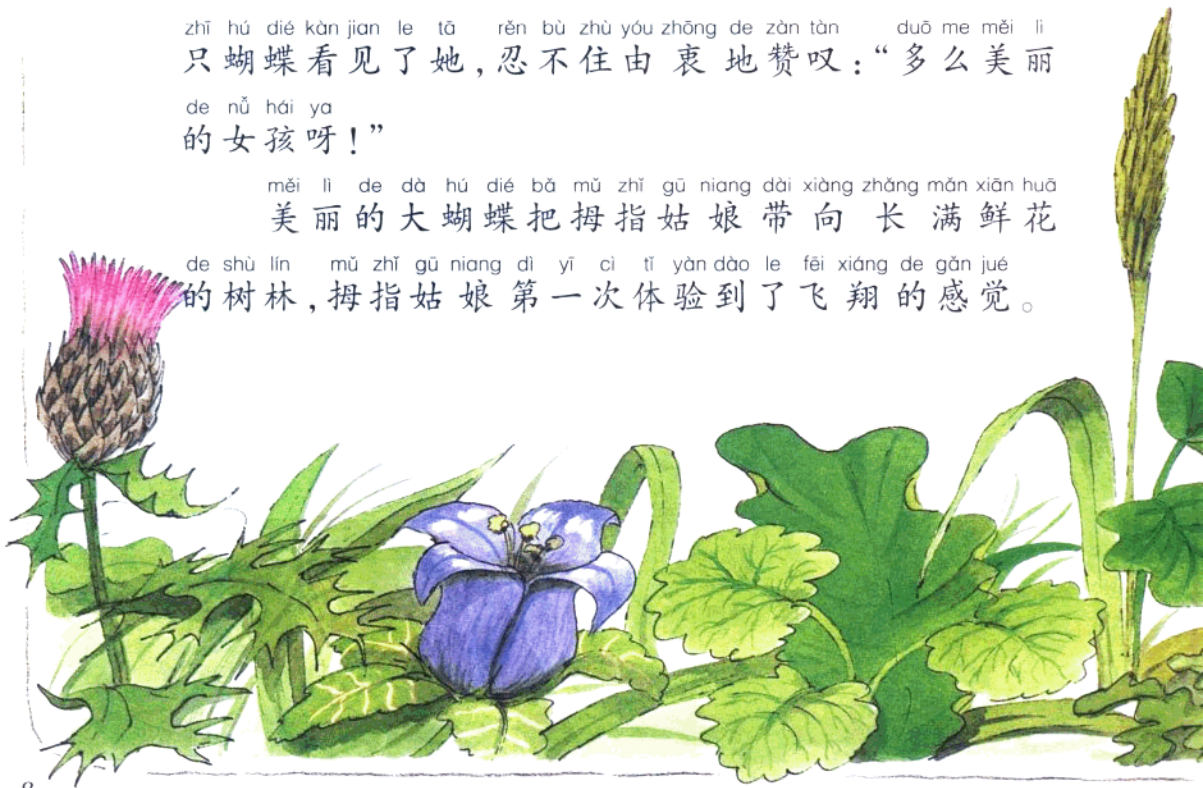 zhī hú dié kàn jian le tā rěn bù zhù yóu zhōng de zàn tàn duō me měi lì
只蝴蝶看见了她，忍不住由衷地赞叹：“多么美丽
de nǚ hái ya
的女孩呀！”
měi lì de dà hú dié bǎ mǔ zhǐ gū niang dài xiàng zhǎng mǎn xiān huā
美丽的大蝴蝶把拇指姑娘带向长满鲜花
de shù lín mǔ zhǐ gū niang dì yī cì tǐ yàn dào le fēi xiáng de gǎn jué
的树林，拇指姑娘第一次体验到了飞翔的感觉。